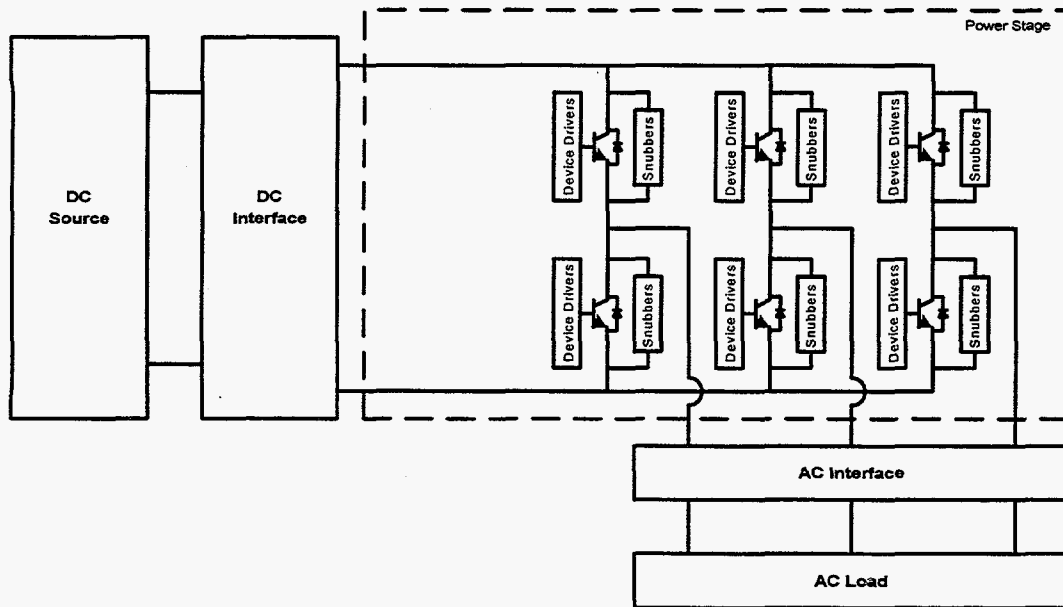 Power Stage
DC
Source
DC
Interface
Device Drivers
Snubbers
Device Drivers
Snubbers
Device Drivers
Snubbers
Device Drivers
Snubbers
Device Drivers
Snubbers
Device Drivers
Snubbers
AC Interface
AC Load